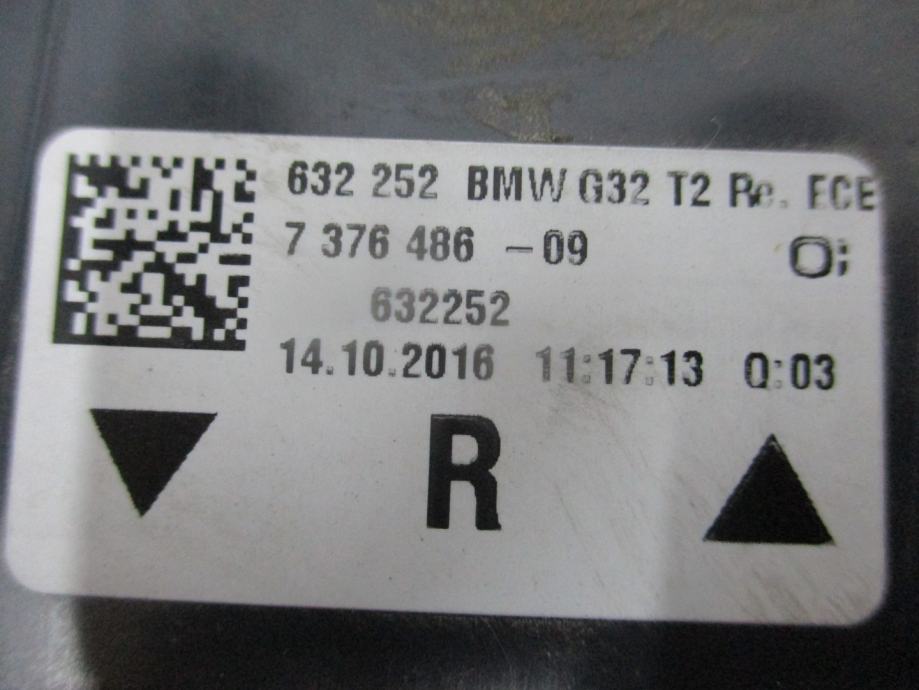 632 252 BMW G32 T2 Re. ECE
7 376 486 -09 O;
632252
14.10.2016 11:17:13 Q:03
R